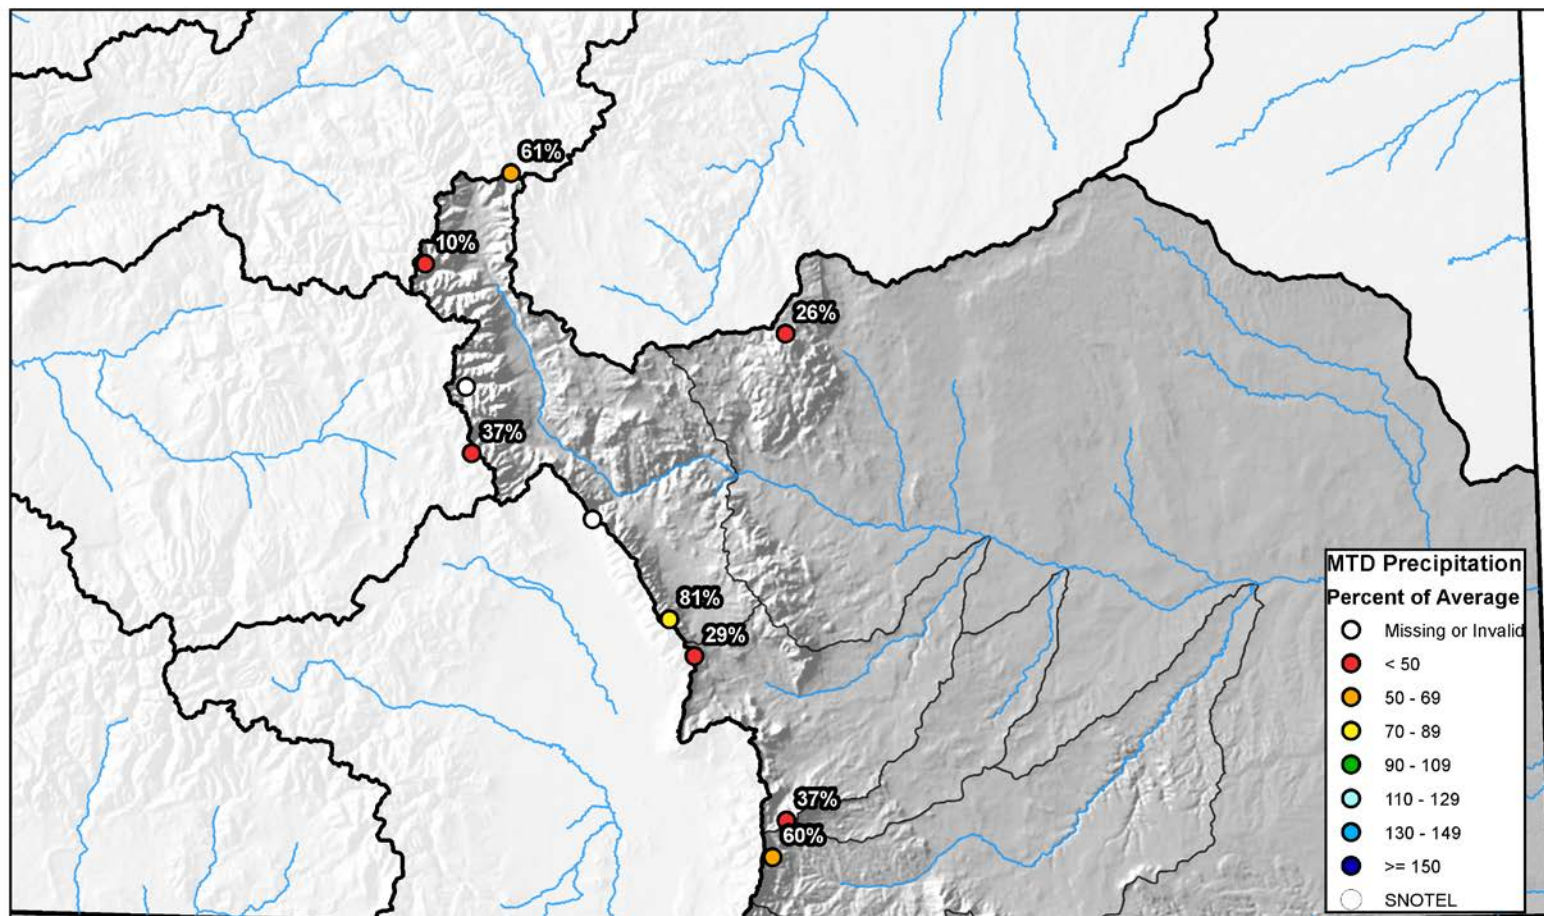 61%
10%
26%
37%
81%
29%
37%
60%
MTD Precipitation
Percent of Average
Missing or Invalid
< 50
50 - 69
70 - 89
90 - 109
110 - 129
130 - 149
>= 150
SNOTEL